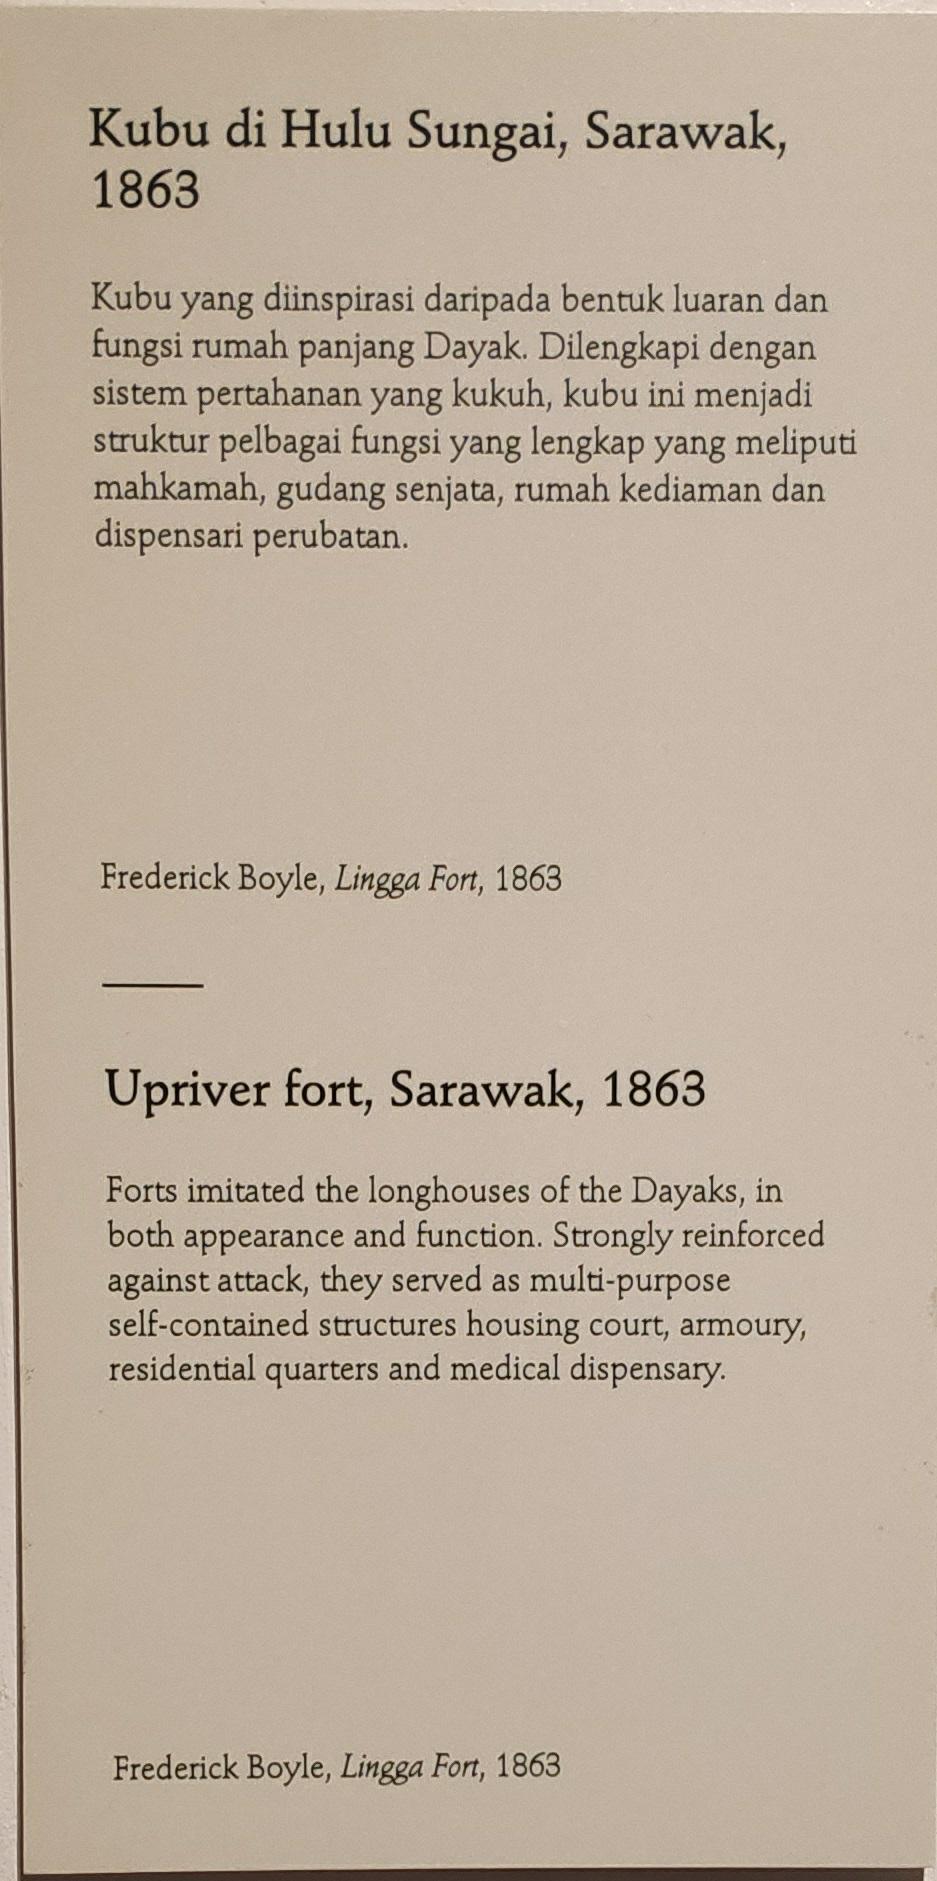 Kubu di Hulu Sungai, Sarawak,
1863
Kubu yang diinspirasi daripada bentuk luaran dan
fungsi rumah panjang Dayak. Dilengkapi dengan
sistem pertahanan yang kukuh, kubu ini menjadi
struktur pelbagai fungsi yang lengkap yang meliputi
mahkamah, gudang senjata, rumah kediaman dan
dispensari perubatan.
Frederick Boyle, Lingga Fort, 1863
Upriver fort, Sarawak, 1863
Forts imitated the longhouses of the Dayaks, in
both appearance and function. Strongly reinforced
against attack, they served as multi-purpose
self-contained structures housing court, armoury,
residential quarters and medical dispensary.
Frederick Boyle, Lingga Fort, 1863